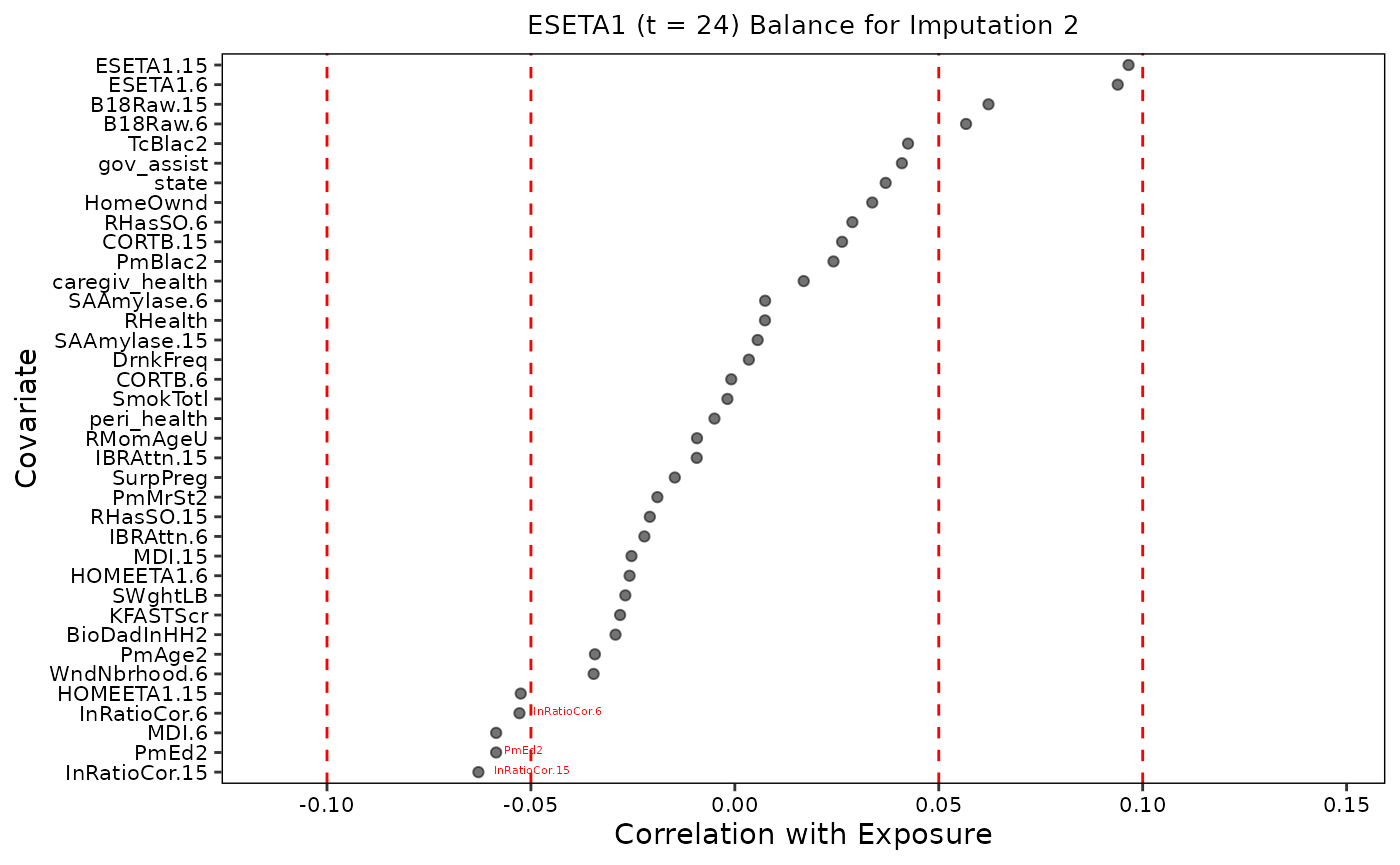 ESETA1 (t = 24) Balance for Imputation 2
Covariate
ESETA1.15
ESETA1.6
B18Raw.15
B18Raw.6
TcBlac2
gov_assist
state
HomeOwnd
RHasSO.6
CORTB.15
PmBlac2
caregiv_health
SAAmylase.6
RHealth
SAAmylase.15
DrnkFreq
CORTB.6
SmokTotl
peri_health
RMomAgeU
IBRAttn.15
SurpPreg
PmMrSt2
RHasSO.15
IBRAttn.6
MDI.15
HOMEETA1.6
SWghtLB
KFASTScr
BioDadInHH2
PmAge2
WndNbrhood.6
HOMEETA1.15
InRatioCor.6 InRatioCor.6
MDI.6
PmEd2 PmEd2
InRatioCor.15 InRatioCor.15
-0.10 -0.05 0.00 0.05 0.10 0.15
Correlation with Exposure